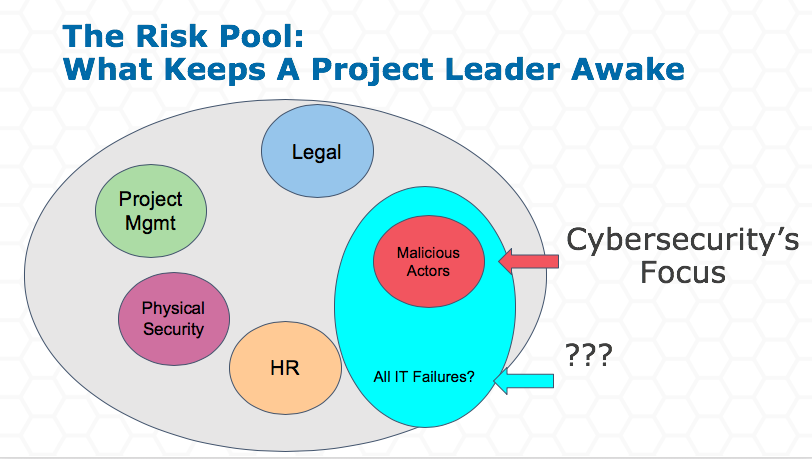 The Risk Pool:
What Keeps A Project Leader Awake
Legal
Project
Mgmt
Malicious
Actors
Cybersecurity’s
Focus
Physical
Security
HR
All IT Failures?
???